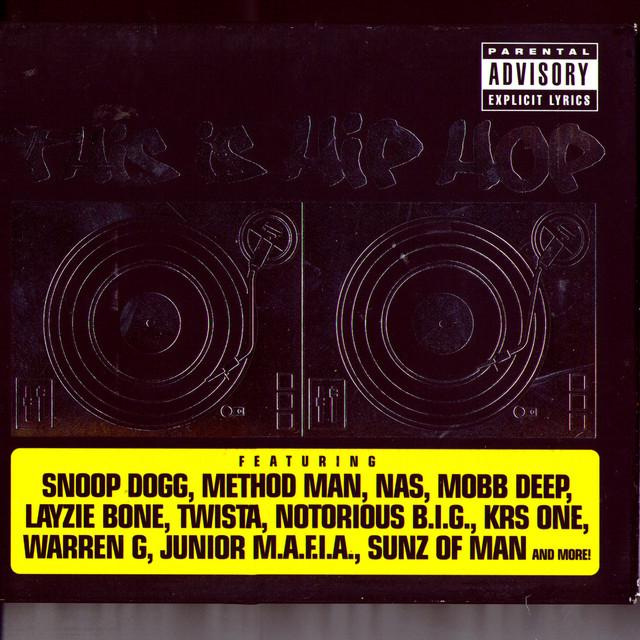 PARENTAL
ADVISORY
EXPLICIT LYRICS
THiS iS HiP HOP
FEATURING
SNOOP DOGG, METHOD MAN, NAS, MOBB DEEP,
LAYZIE BONE, TWISTA, NOTORIOUS B.I.G., KRS ONE,
WARREN G, JUNIOR M.A.F.I.A., SUNZ OF MAN AND MORE!